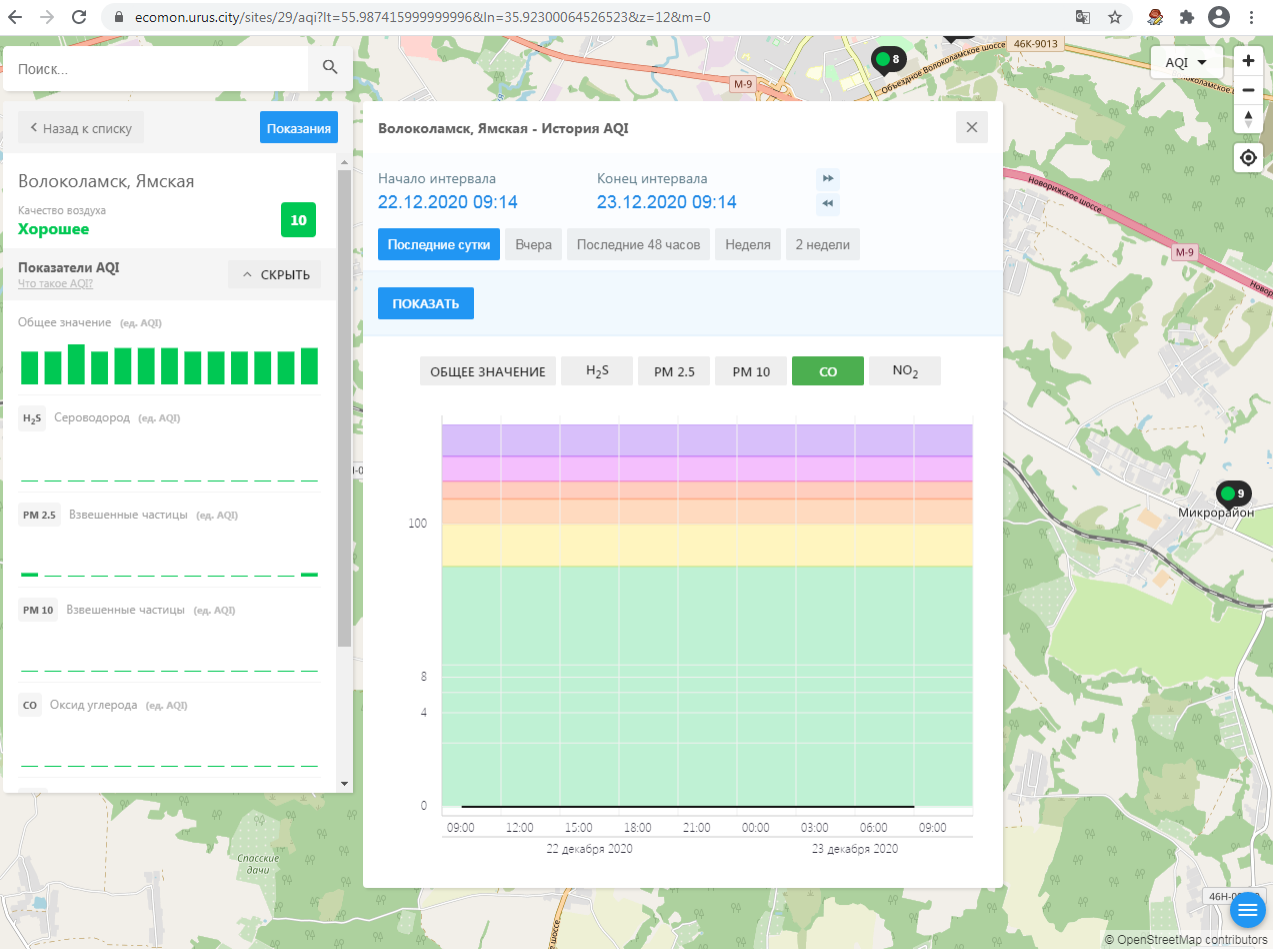 ecomon.urus.city/sites/29/aqi?lt=55.987415999999996&ln=35.92300064526523&z=12&m=0
46К-9013
8
Объездное Волоколамское шоссе
М-9
AQI
Поиск...
Назад к списку
Показания
Волоколамск, Ямская
Качество воздуха
Хорошее
10
Показатели AQI
Что такое AQI?
СКРЫТЬ
Общее значение (ед. AQI)
H2S Сероводород (ед. AQI)
PM 2.5 Взвешенные частицы (ед. AQI)
PM 10 Взвешенные частицы (ед. AQI)
CO Оксид углерода (ед. AQI)
Волоколамск, Ямская - История AQI
Начало интервала
22.12.2020 09:14
Конец интервала
23.12.2020 09:14
Последние сутки
Вчера
Последние 48 часов
Неделя
2 недели
ПОКАЗАТЬ
ОБЩЕЕ ЗНАЧЕНИЕ
H2S
PM 2.5
PM 10
CO
NO2
100
8
4
0
09:00 12:00 15:00 18:00 21:00 00:00 03:00 06:00 09:00
22 декабря 2020 23 декабря 2020
Новорижское шоссе
М-9
9
Микрорайон
Спасские
дачи
© OpenStreetMap contributors